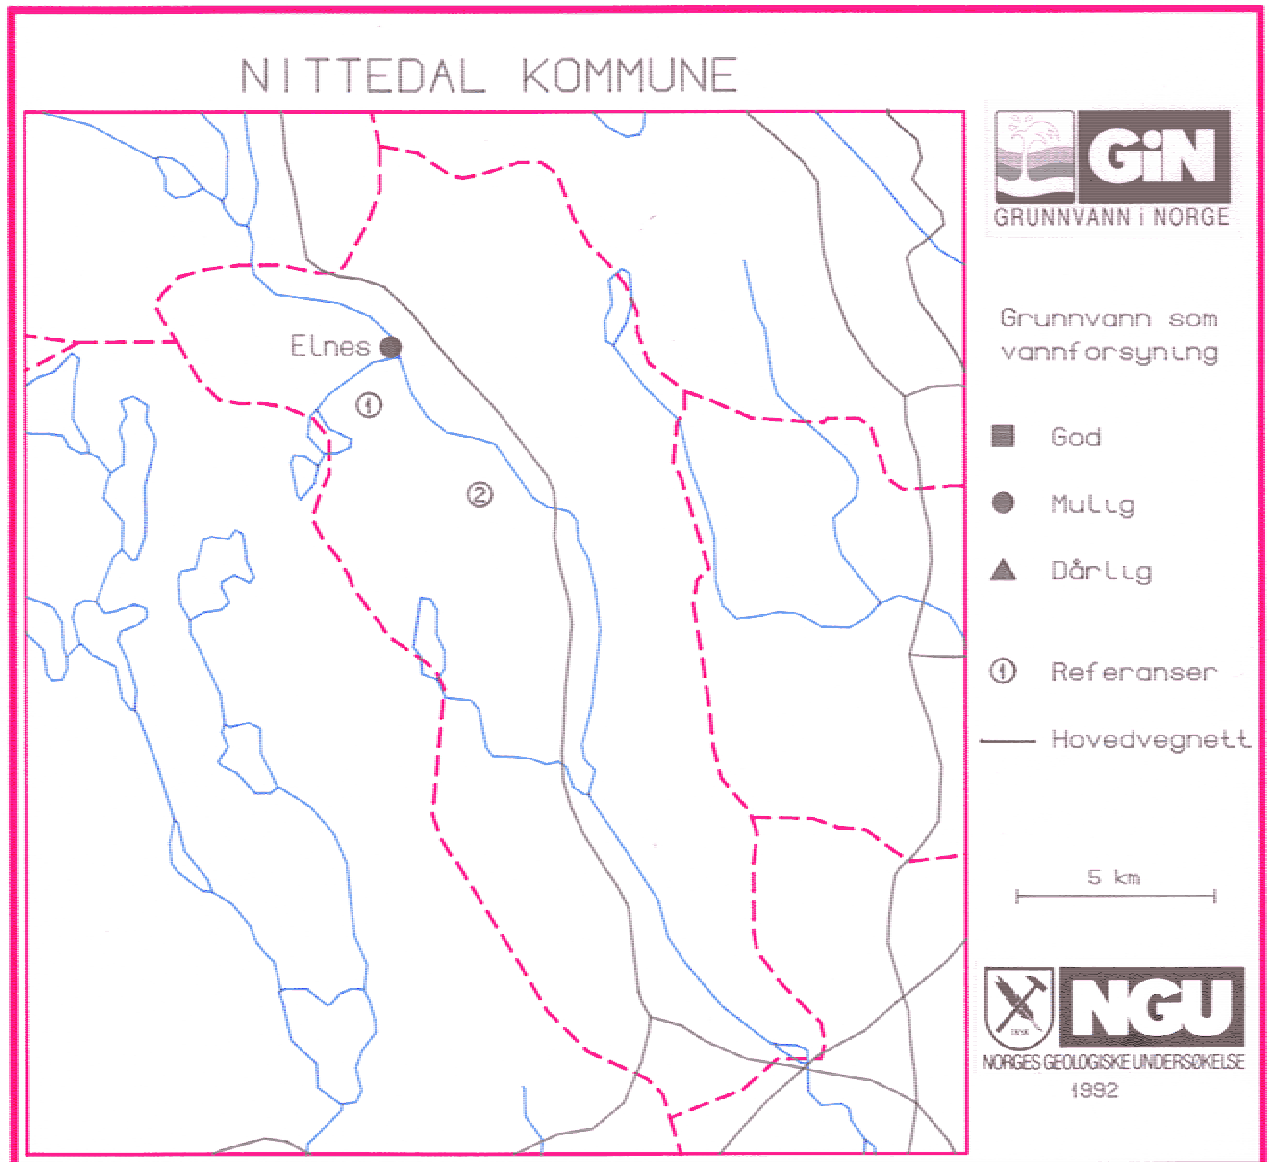 NITTEDAL KOMMUNE
GiN
GRUNNVANN i NORGE
Grunnvann som
vannforsyning
God
Mulig
Dårlig
1 Referanser
Hovedvegnett
5 km
NGU
NORGES GEOLOGISKE UNDERSØKELSE
1992
Elnes
1
2